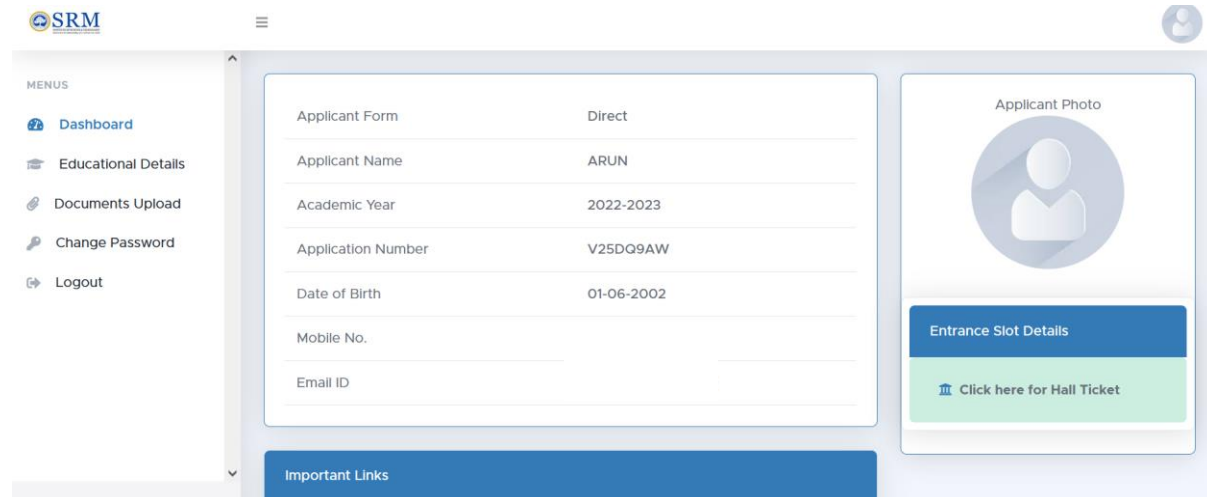 SRM
MENUS
Dashboard
Educational Details
Documents Upload
Change Password
Logout
Applicant Form Direct
Applicant Name ARUN
Academic Year 2022-2023
Application Number V25DQ9AW
Date of Birth 01-06-2002
Mobile No.
Email ID
Important Links
Applicant Photo
Entrance Slot Details
Click here for Hall Ticket